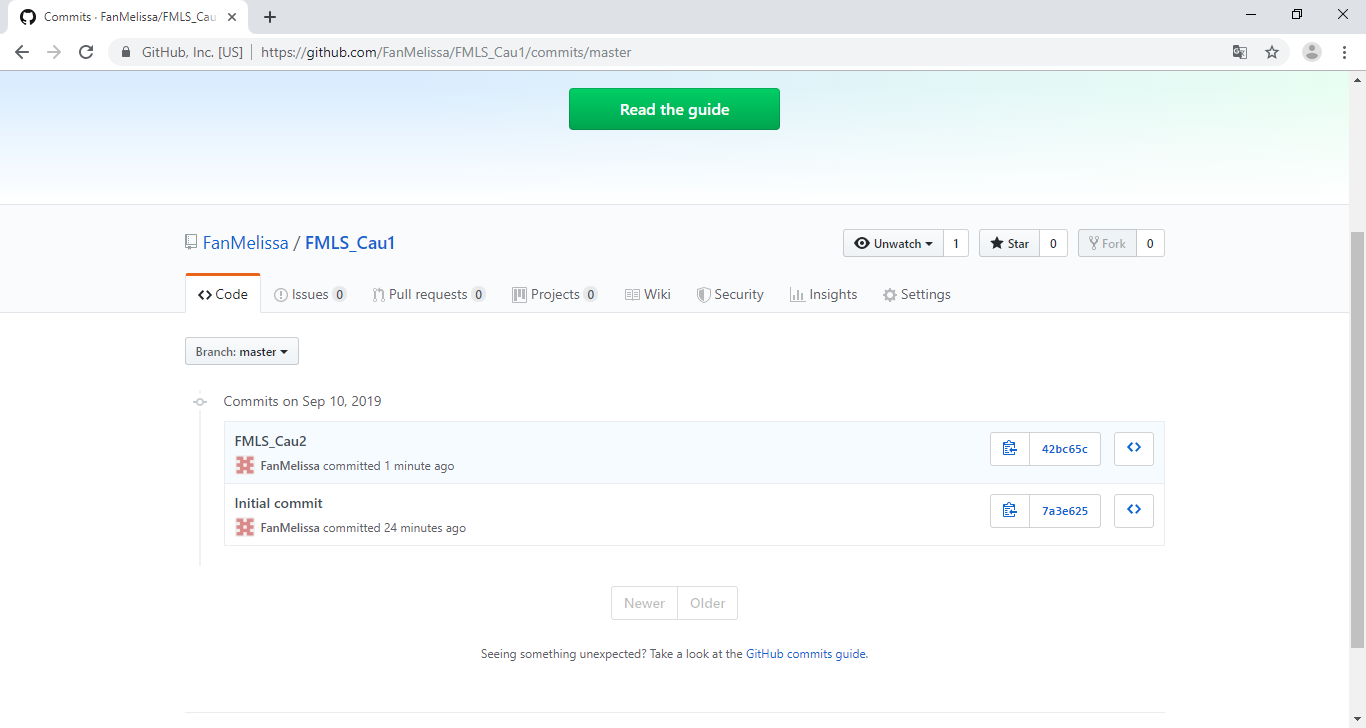 Commits · FanMelissa/FMLS_Cau
GitHub, Inc. [US] https://github.com/FanMelissa/FMLS_Cau1/commits/master
Read the guide
FanMelissa / FMLS_Cau1
Unwatch 1 Star 0 Fork 0
Code Issues 0 Pull requests 0 Projects 0 Wiki Security Insights Settings
Branch: master
Commits on Sep 10, 2019
FMLS_Cau2
FanMelissa committed 1 minute ago
42bc65c
Initial commit
FanMelissa committed 24 minutes ago
7a3e625
Newer Older
Seeing something unexpected? Take a look at the GitHub commits guide.